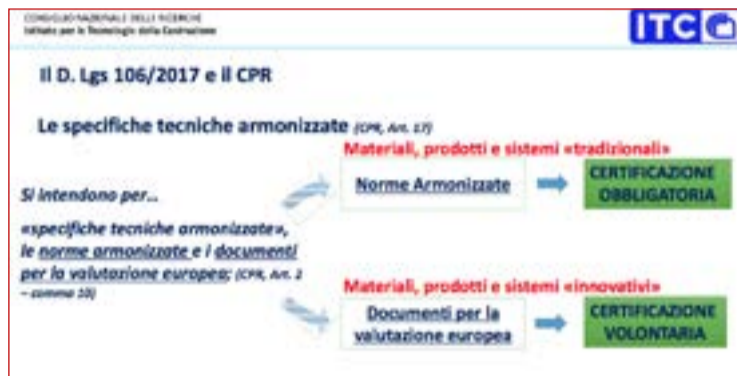 CONSIGLIO NAZIONALE DELLE RICERCHE
Istituto per le Tecnologie della Costruzione
ITC
Il D. Lgs 106/2017 e il CPR
Le specifiche tecniche armonizzate (CPR, Art. 17)
Materiali, prodotti e sistemi «tradizionali»
Si intendono per...
Norme Armonizzate
CERTIFICAZIONE
OBBLIGATORIA
«specifiche tecniche armonizzate»,
le norme armonizzate e i documenti
per la valutazione europea; (CPR, Art. 2
– comma 10)
Materiali, prodotti e sistemi «innovativi»
Documenti per la
valutazione europea
CERTIFICAZIONE
VOLONTARIA